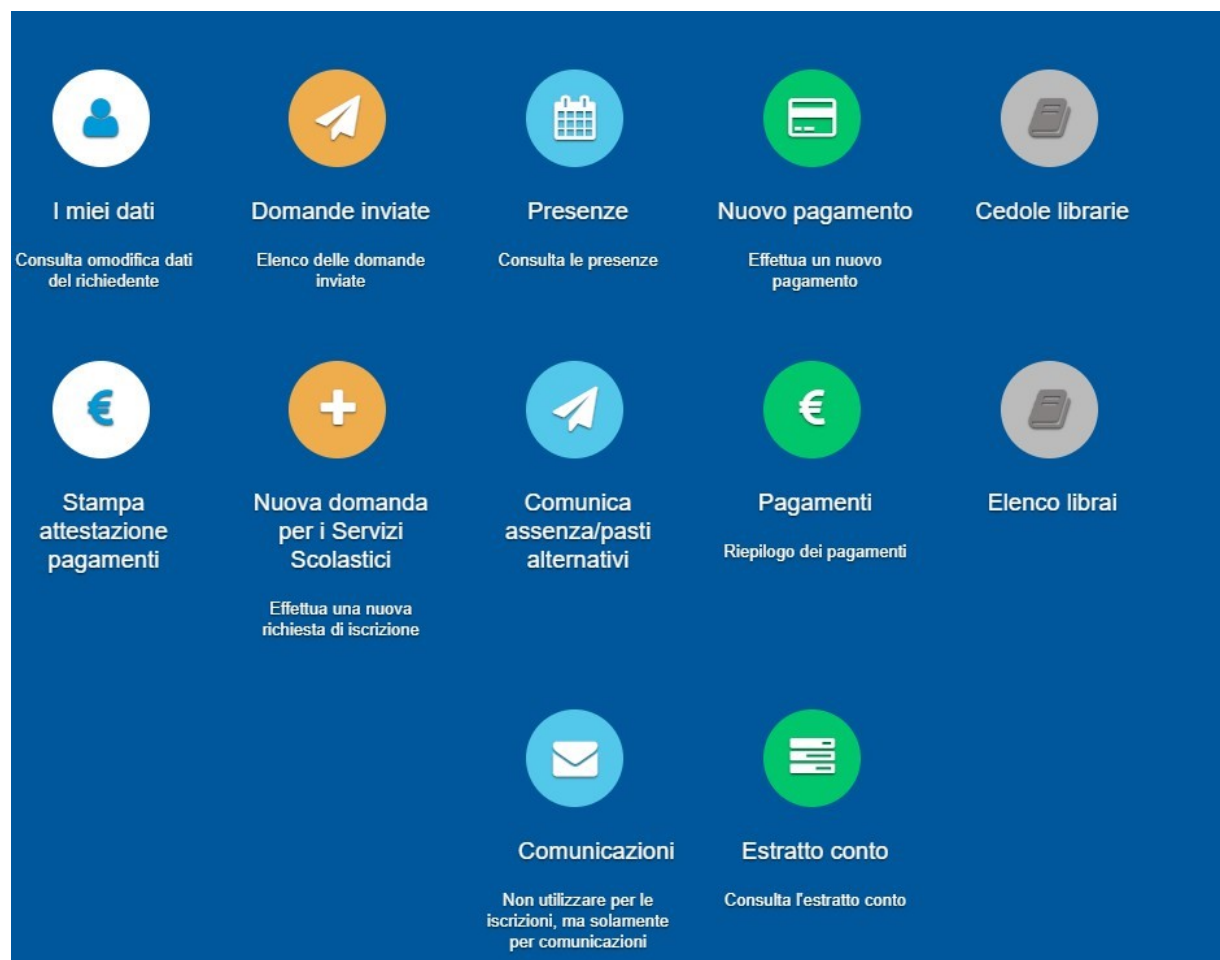 I miei dati
Consulta omodifica dati
del richiedente
Domande inviate
Elenco delle domande
inviate
Presenze
Consulta le presenze
Nuovo pagamento
Effettua un nuovo
pagamento
Cedole librarie
Stampa
attestazione
pagamenti
Nuova domanda
per i Servizi
Scolastici
Effettua una nuova
richiesta di iscrizione
Comunica
assenza/pasti
alternativi
Pagamenti
Riepilogo dei pagamenti
Elenco librai
Comunicazioni
Non utilizzare per le
iscrizioni, ma solamente
per comunicazioni
Estratto conto
Consulta l'estratto conto